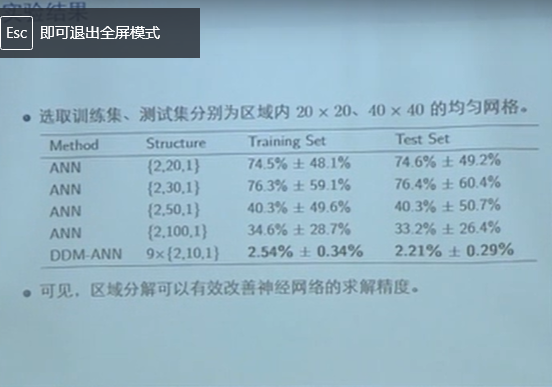 实验结果
Esc 即可退出全屏模式
• 选取训练集、测试集分别为区域内 20 × 20、40 × 40 的均匀网格。
Method Structure Training Set Test Set
ANN {2,20,1} 74.5% ± 48.1% 74.6% ± 49.2%
ANN {2,30,1} 76.3% ± 59.1% 76.4% ± 60.4%
ANN {2,50,1} 40.3% ± 49.6% 40.3% ± 50.7%
ANN {2,100,1} 34.6% ± 28.7% 33.2% ± 26.4%
DDM-ANN 9×{2,10,1} 2.54% ± 0.34% 2.21% ± 0.29%
• 可见，区域分解可以有效改善神经网络的求解精度。